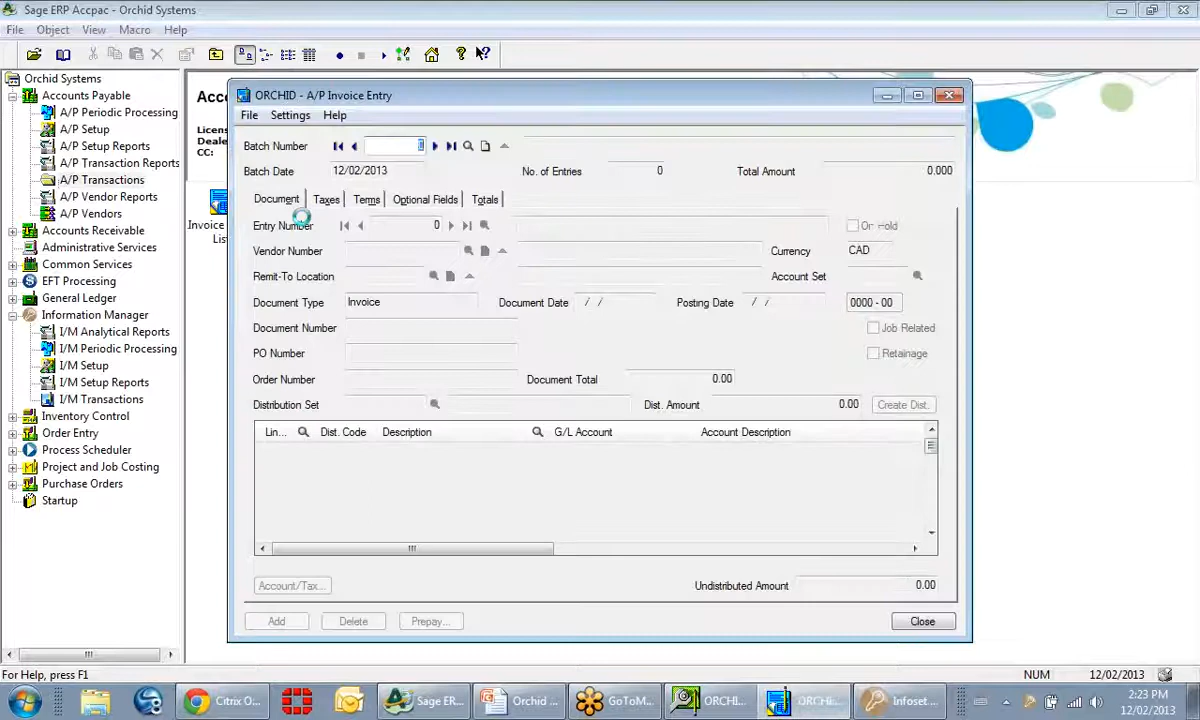 Sage ERP Accpac - Orchid Systems
File Object View Macro Help
Orchid Systems
Accounts Payable
A/P Periodic Processing
A/P Setup
A/P Setup Reports
A/P Transaction Reports
A/P Transactions
A/P Vendor Reports
A/P Vendors
Accounts Receivable
Administrative Services
Common Services
EFT Processing
General Ledger
Information Manager
I/M Analytical Reports
I/M Periodic Processing
I/M Setup
I/M Setup Reports
I/M Transactions
Inventory Control
Order Entry
Process Scheduler
Project and Job Costing
Purchase Orders
Startup
Acc
Licens
Deale
CC:
Invoice
Lis
ORCHID - A/P Invoice Entry
File Settings Help
Batch Number
Batch Date 12/02/2013 No. of Entries 0 Total Amount 0.000
Document Taxes Terms Optional Fields Totals
Entry Number 0 On Hold
Vendor Number Currency CAD
Remit-To Location Account Set
Document Type Invoice Document Date / / Posting Date / / 0000 - 00
Document Number Job Related
PO Number Retainage
Order Number Document Total 0.00
Distribution Set Dist. Amount 0.00 Create Dist.
Lin... Dist. Code Description G/L Account Account Description
Account/Tax... Undistributed Amount 0.00
Add Delete Prepay... Close
For Help, press F1 NUM 12/02/2013
Citrix O... Sage ER... Orchid ... GoToM... ORCHI... ORCHI... Infoset...
2:23 PM
12/02/2013